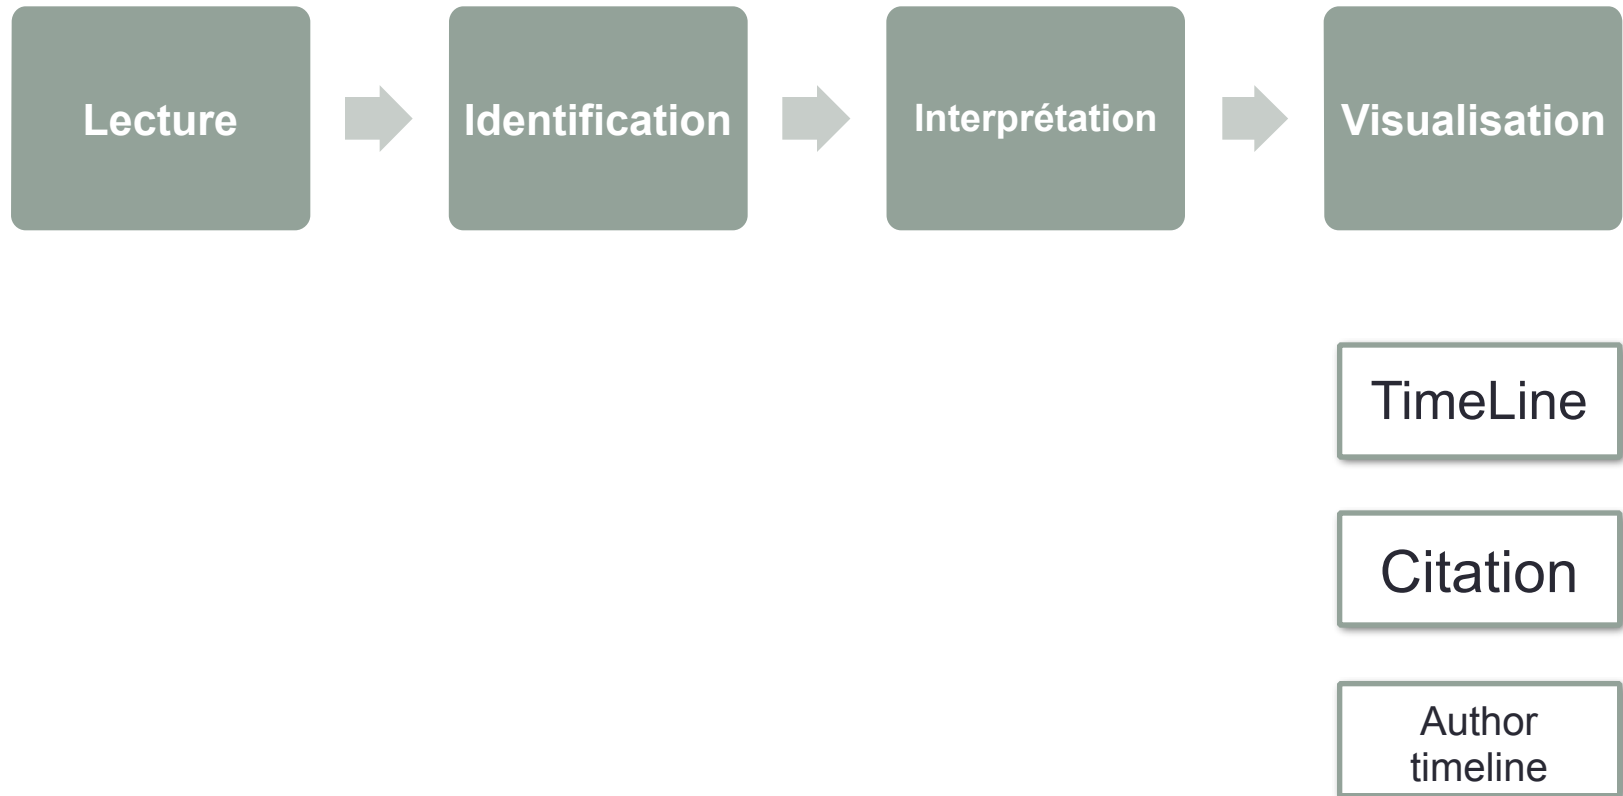 Lecture
Identification
Interprétation
Visualisation
TimeLine
Citation
Author
timeline